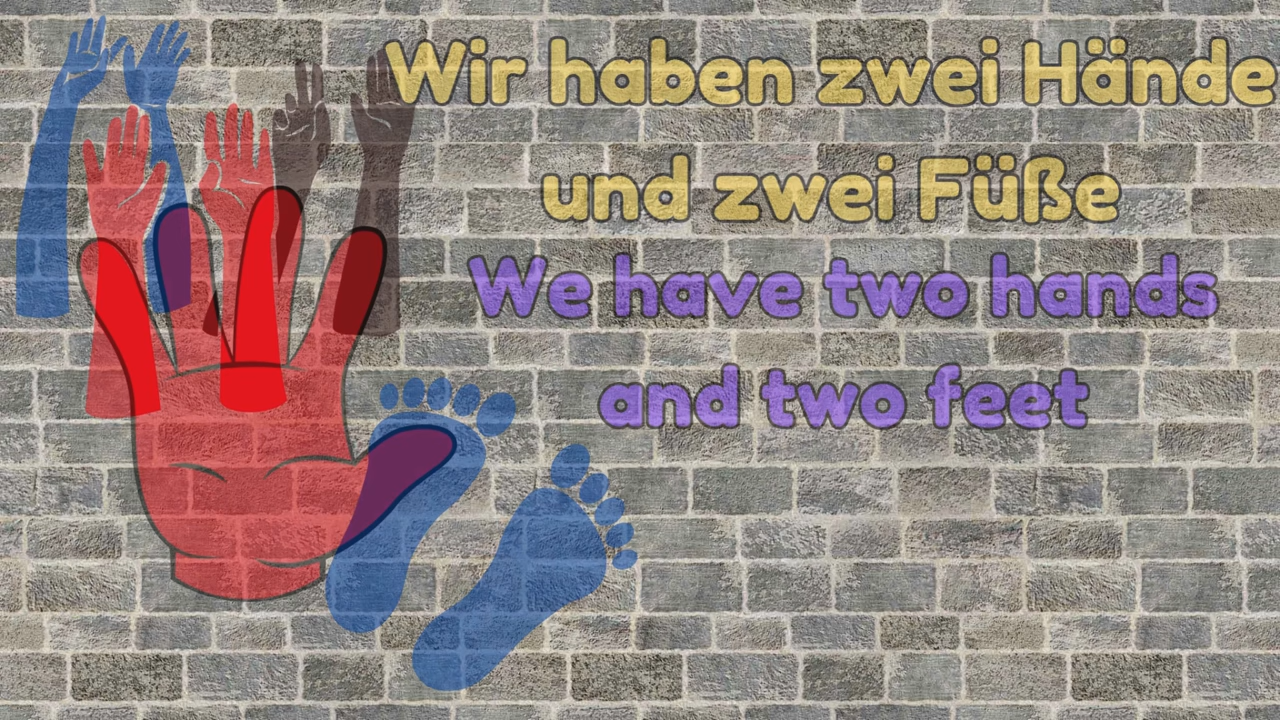 Wir haben zwei Hände
und zwei Füße
We have two hands
and two feet